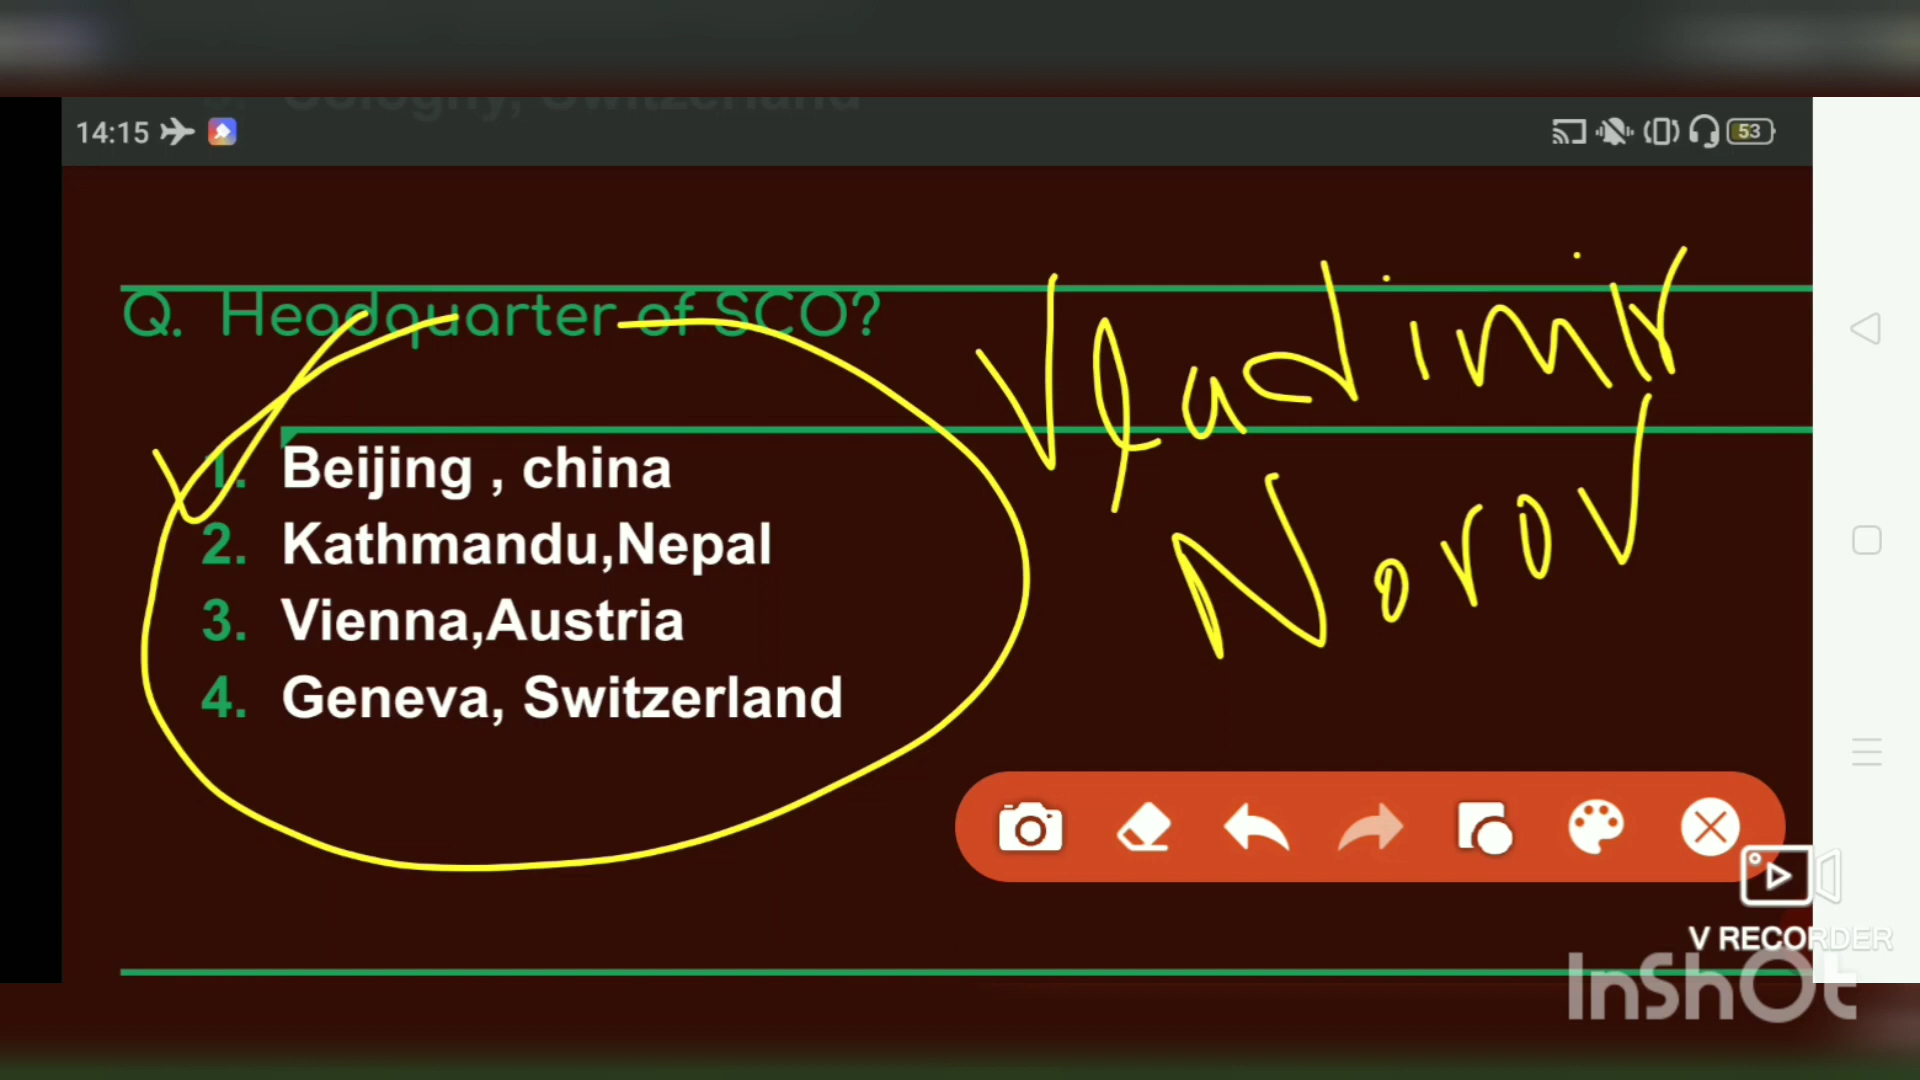 14:15
53
Q. Headquarter of SCO?
1. Beijing , china
2. Kathmandu,Nepal
3. Vienna,Austria
4. Geneva, Switzerland
Vladimir
Norov
V RECORDER
InShOt